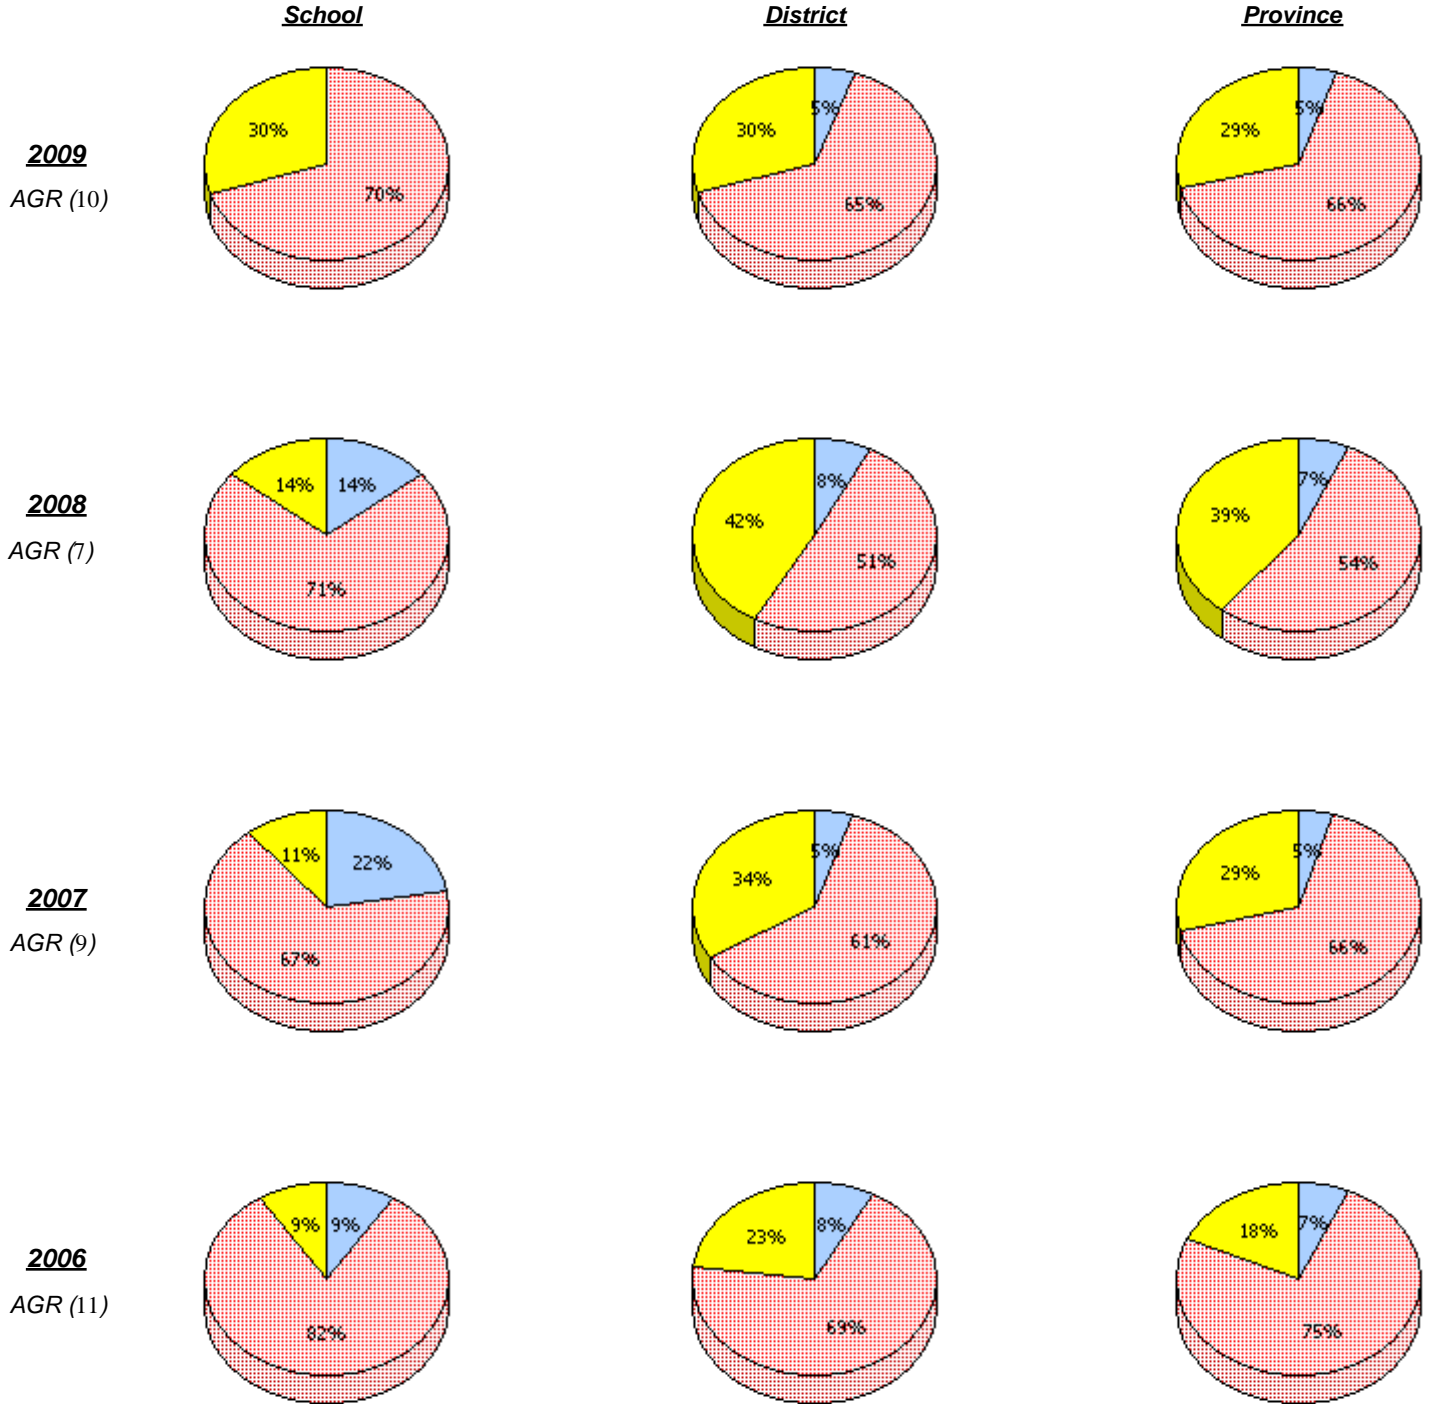 School District Province
30% 70% 30% 5% 65% 29% 5% 66%
2009
AGR (10)
14% 14% 71% 42% 8% 51% 39% 7% 54%
2008
AGR (7)
11% 22% 67% 34% 5% 61% 29% 5% 66%
2007
AGR (9)
9% 9% 82% 23% 8% 69% 18% 7% 75%
2006
AGR (11)